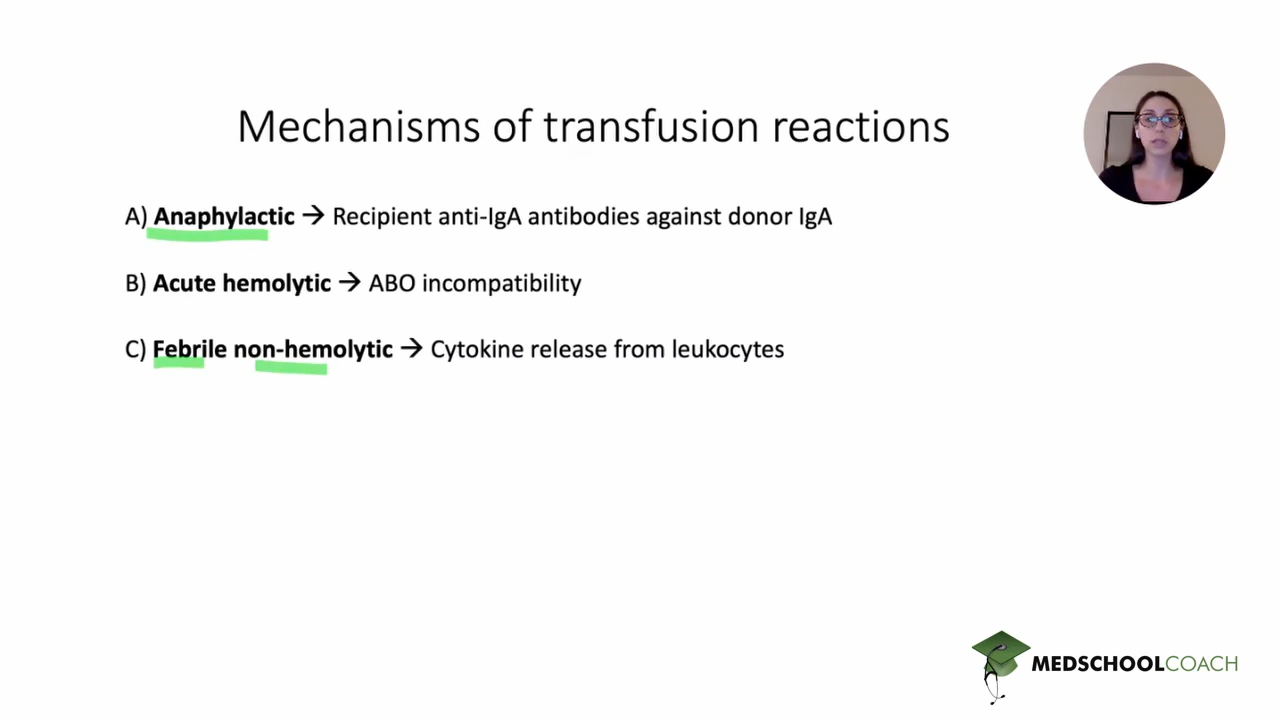 Mechanisms of transfusion reactions
A) Anaphylactic → Recipient anti-IgA antibodies against donor IgA
B) Acute hemolytic → ABO incompatibility
C) Febrile non-hemolytic → Cytokine release from leukocytes
MEDSCHOOLCOACH